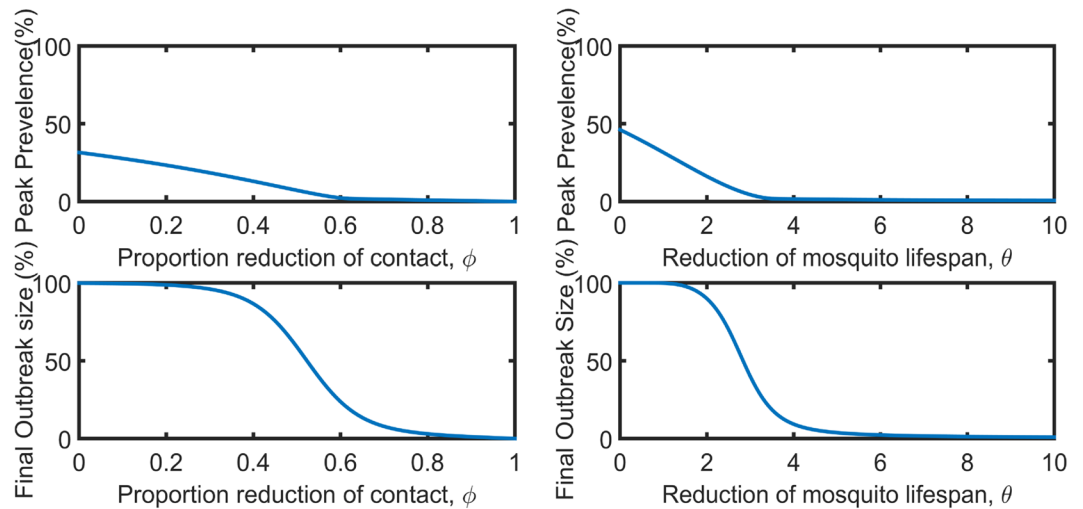 Peak Prevelence(%)
100
50
0
0 0.2 0.4 0.6 0.8 1
Proportion reduction of contact, ϕ
Peak Prevelence(%)
100
50
0
0 2 4 6 8 10
Reduction of mosquito lifespan, θ
Final Outbreak size (%)
100
50
0
0 0.2 0.4 0.6 0.8 1
Proportion reduction of contact, ϕ
Final Outbreak Size (%)
100
50
0
0 2 4 6 8 10
Reduction of mosquito lifespan, θ